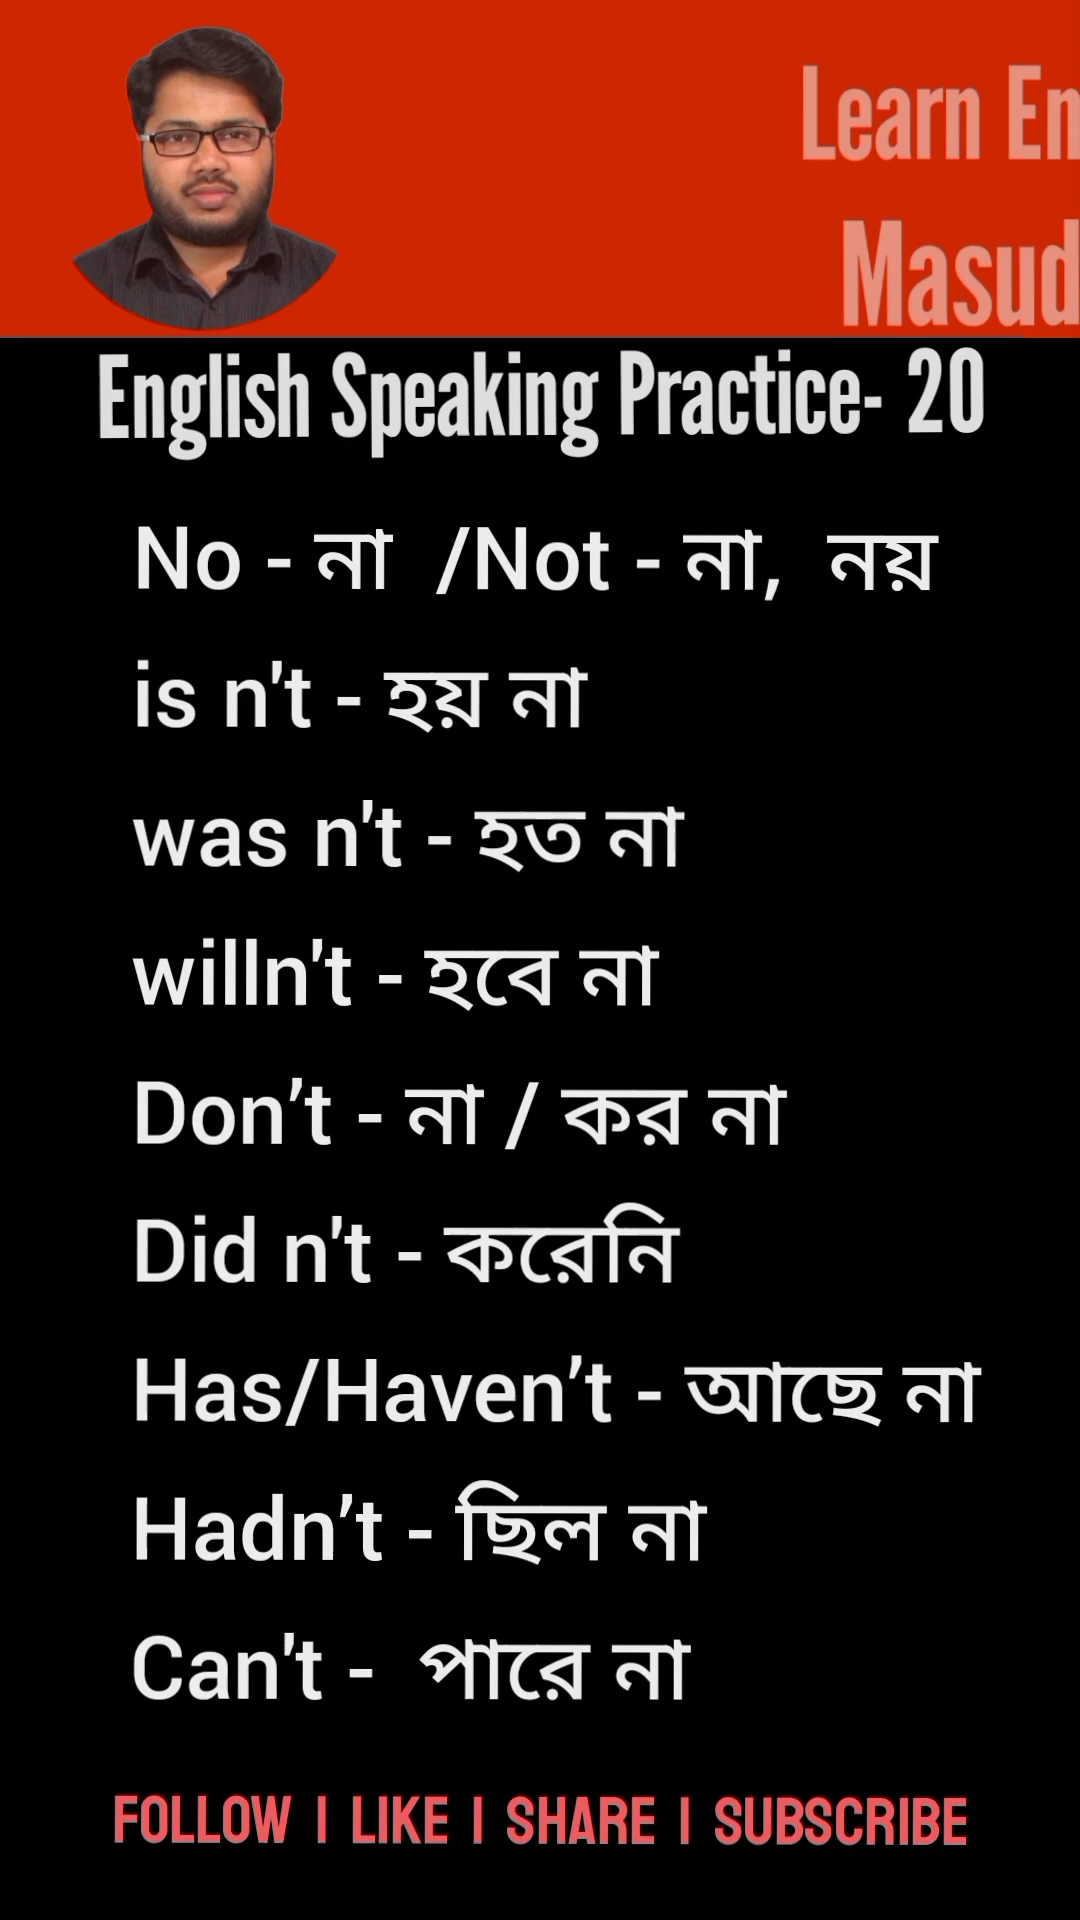 Learn En
Masud
English Speaking Practice- 20
No - না /Not - না, নয়
is n't - হয় না
was n't - হত না
willn't - হবে না
Don’t - না / কর না
Did n't - করেনি
Has/Haven’t - আছে না
Hadn’t - ছিল না
Can't - পারে না
FOLLOW | LIKE | SHARE | SUBSCRIBE